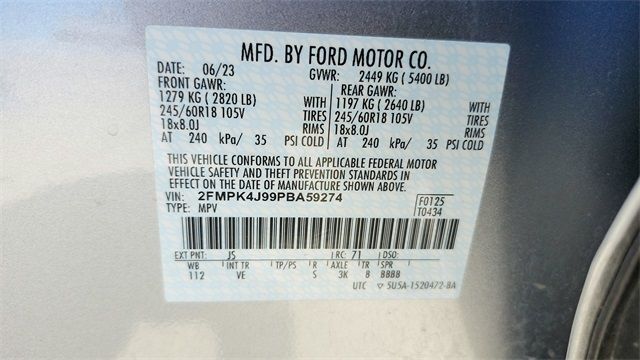 MFD. BY FORD MOTOR CO.
DATE: 06/23 GVWR: 2449 KG ( 5400 LB)
FRONT GAWR: REAR GAWR:
1279 KG ( 2820 LB) WITH 1197 KG ( 2640 LB) WITH
245/60R18 105V TIRES 245/60R18 105V TIRES
18x8.0J RIMS 18x8.0J RIMS
AT 240 kPa/ 35 PSI COLD AT 240 kPa/ 35 PSI COLD
THIS VEHICLE CONFORMS TO ALL APPLICABLE FEDERAL MOTOR
VEHICLE SAFETY AND THEFT PREVENTION STANDARDS IN
EFFECT ON THE DATE OF MANUFACTURE SHOWN ABOVE.
VIN: 2FMPK4J99PBA59274 F0125
TYPE: MPV T0434
EXT PNT: JS RC: 71 DSO:
WB INT TR TP/PS R AXLE TR SPR
112 VE S 3K 8 BBBB
UTC ▽ 5U5A-1520472-BA